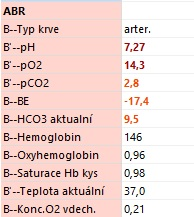 ABR
B--Typ krve arter.
B'--pH 7,27
B'--pO2 14,3
B'--pCO2 2,8
B--BE -17,4
B--HCO3 aktuální 9,5
B--Hemoglobin 146
B--Oxyhemoglobin 0,96
B--Saturace Hb kys 0,98
B'--Teplota aktuální 37,0
B--Konc.O2 vdech. 0,21